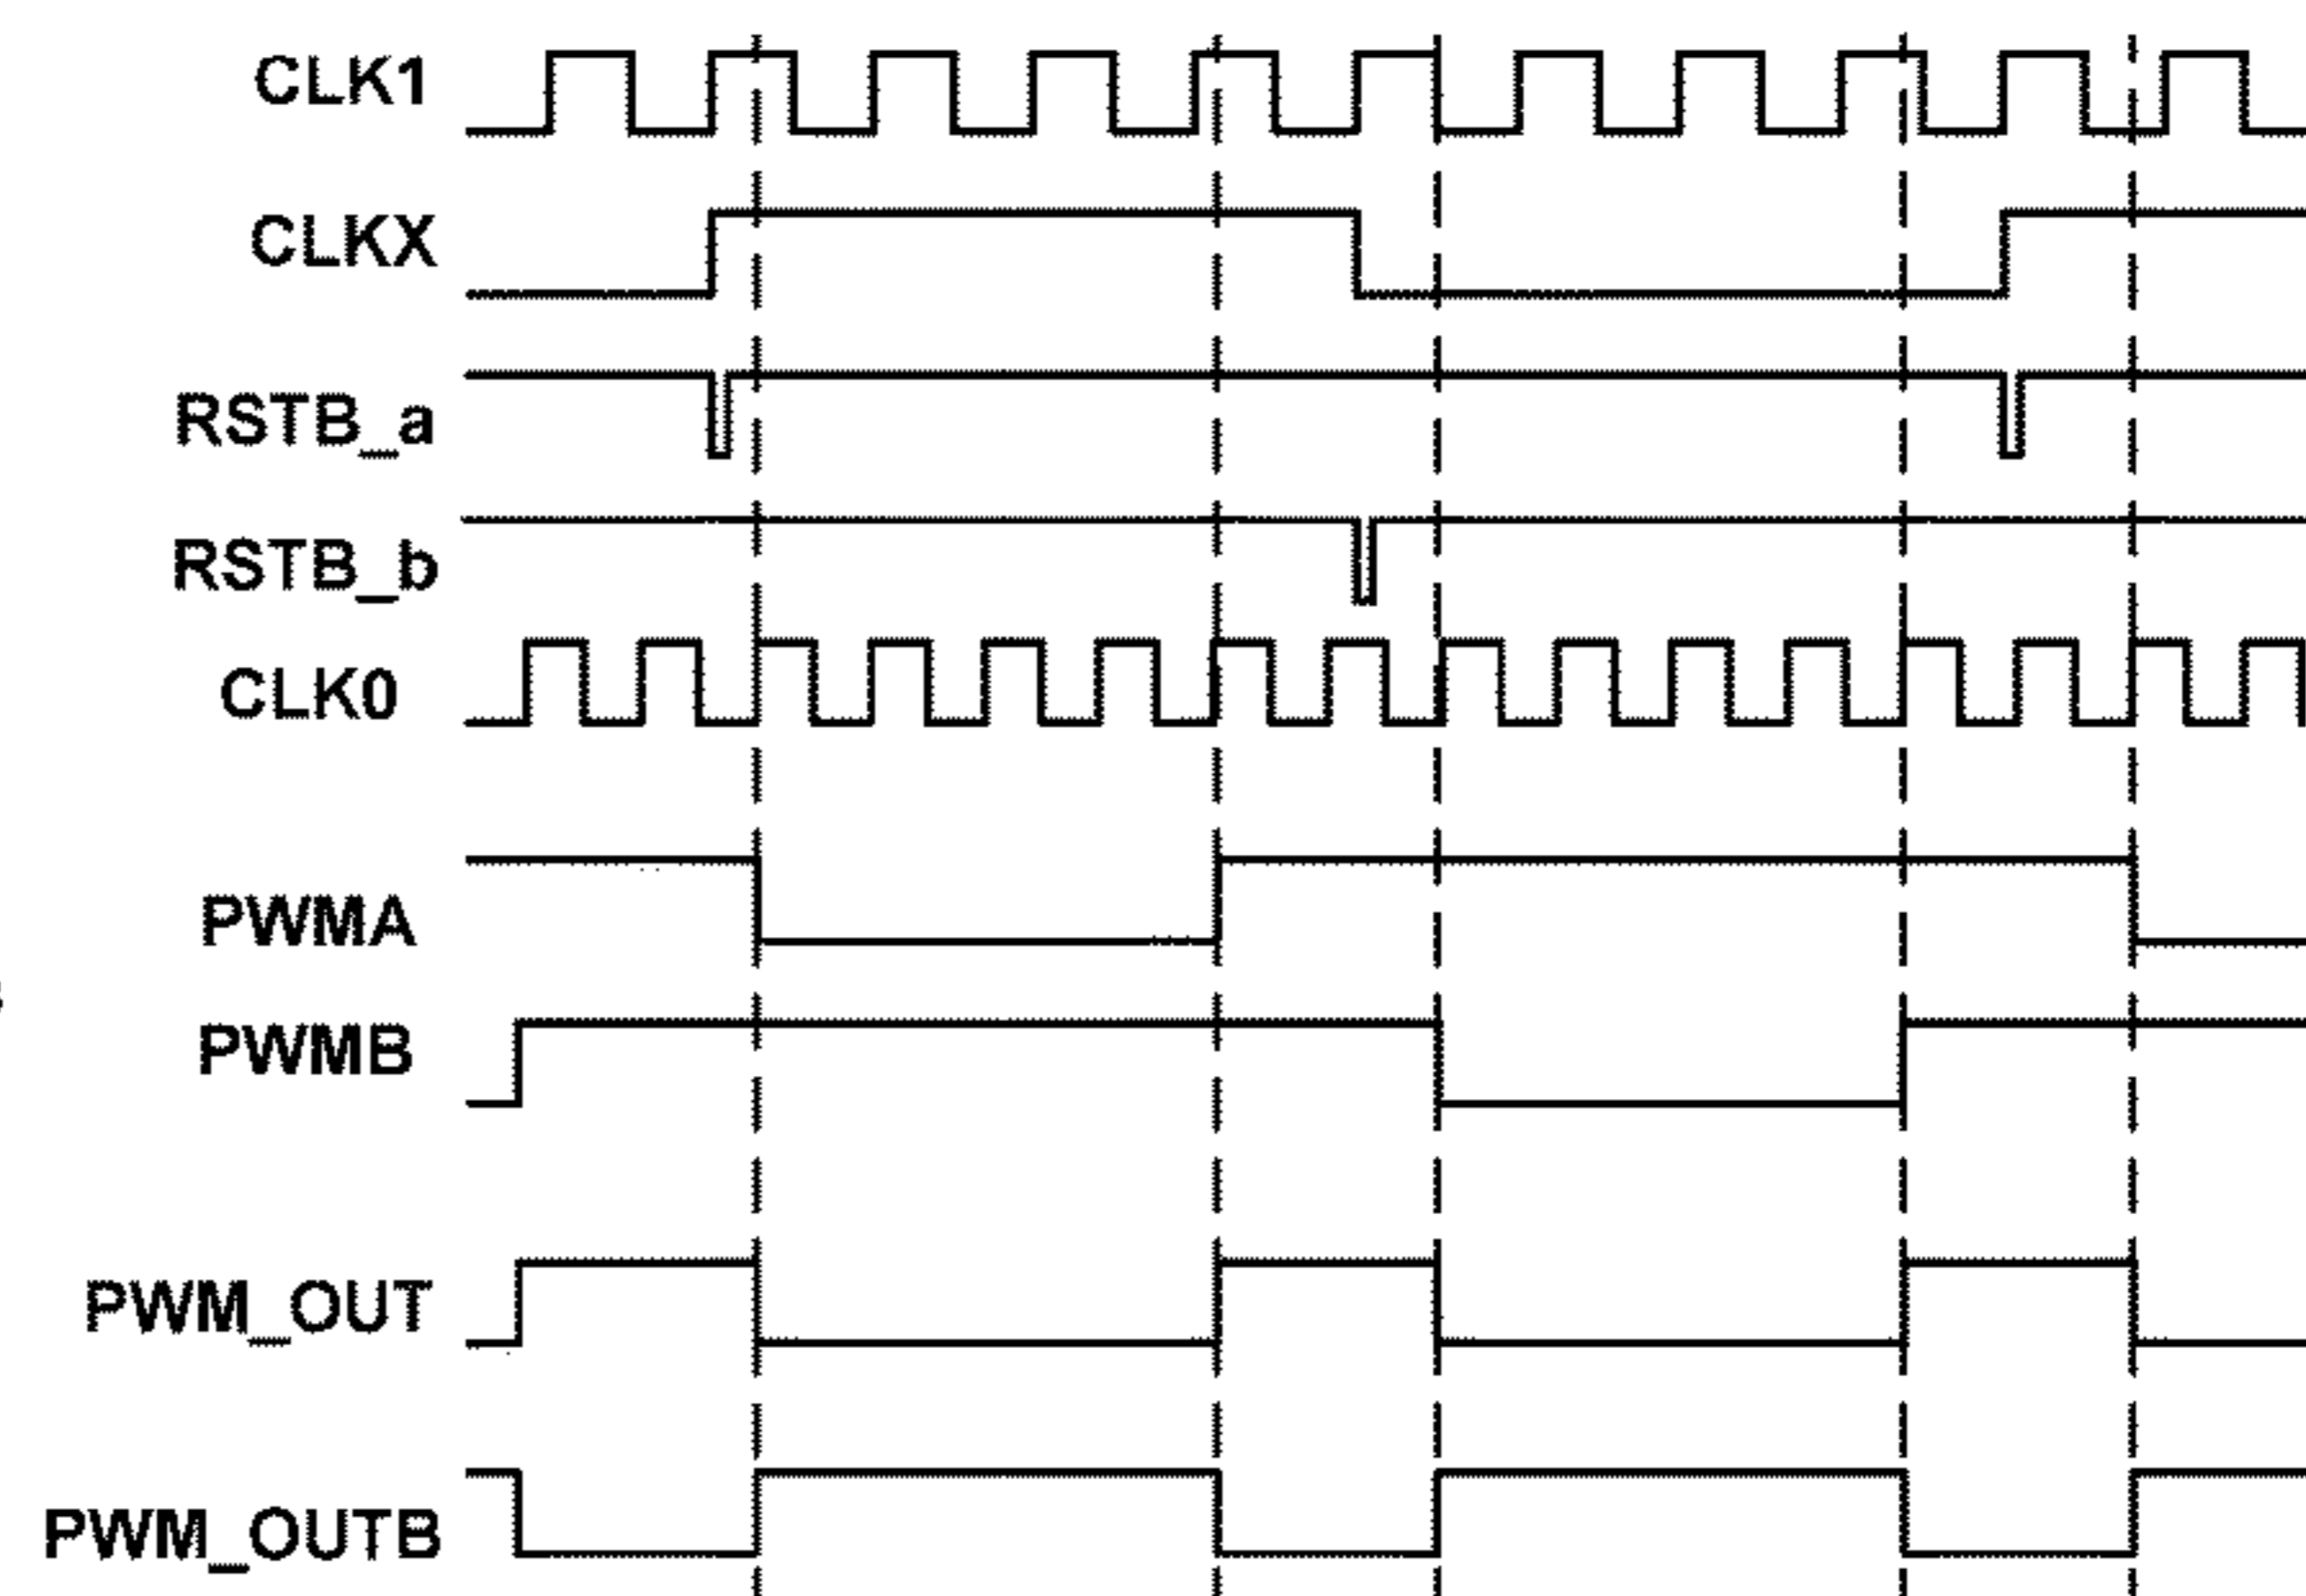 CLK1
CLKX
RSTB_a
RSTB_b
CLK0
PWMA
PWMB
PWM_OUT
PWM_OUTB